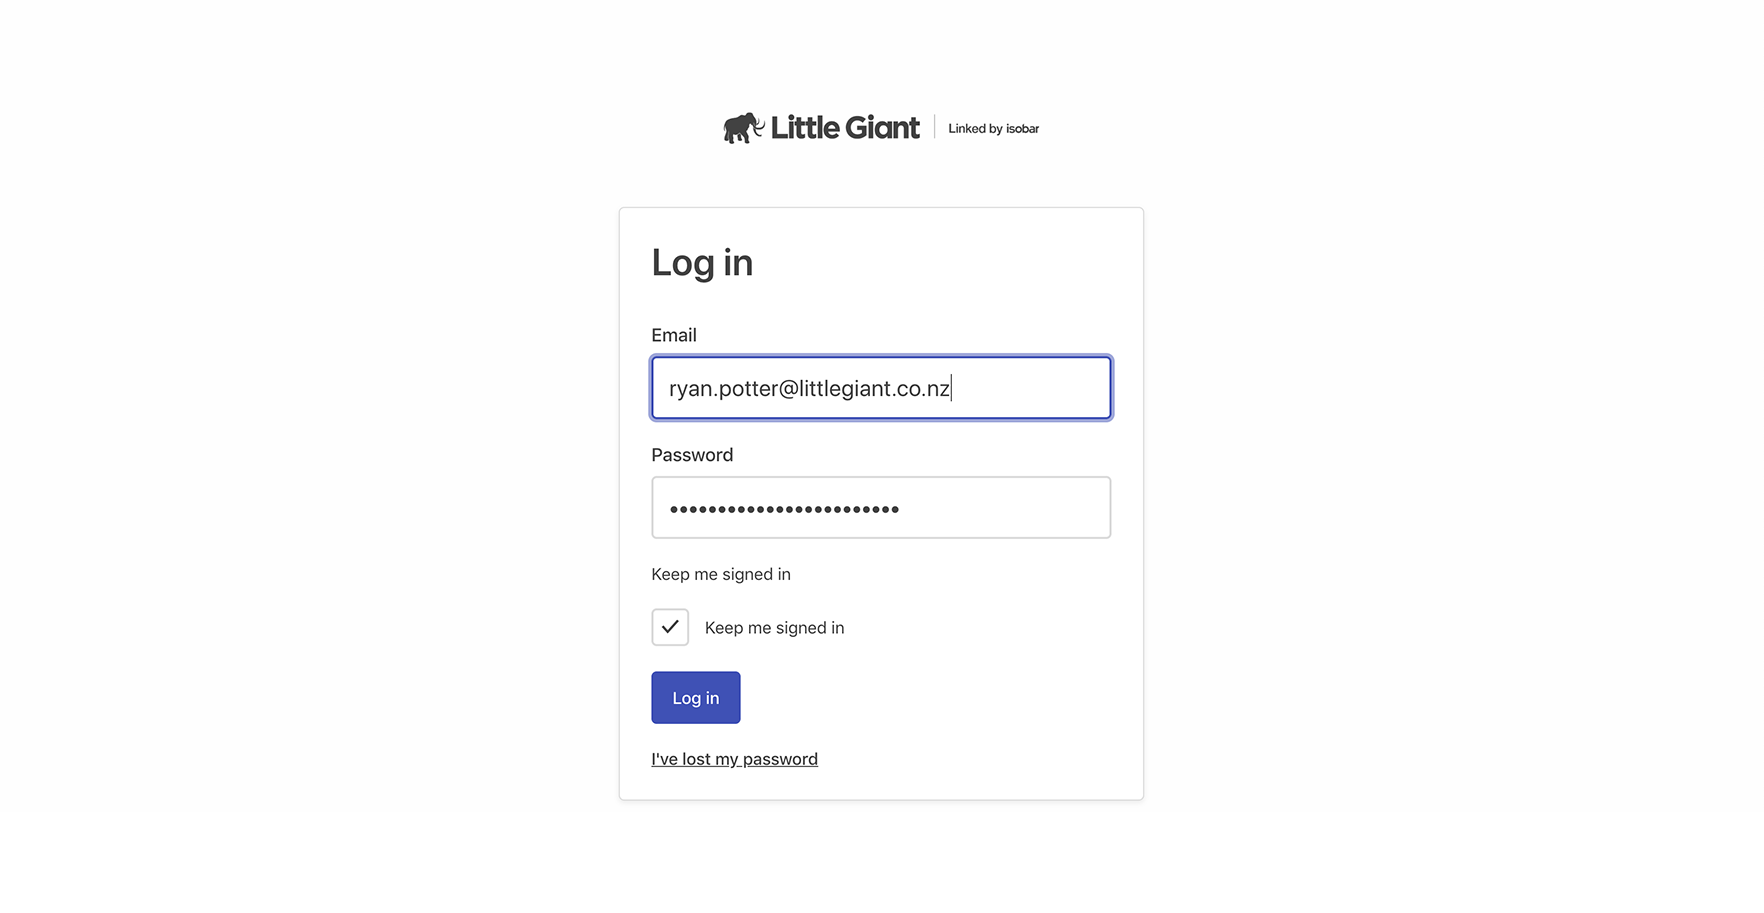 Little Giant Linked by isobar
Log in
Email
ryan.potter@littlegiant.co.nz
Password
••••••••••••••••••••••••
Keep me signed in
Keep me signed in
Log in
I've lost my password